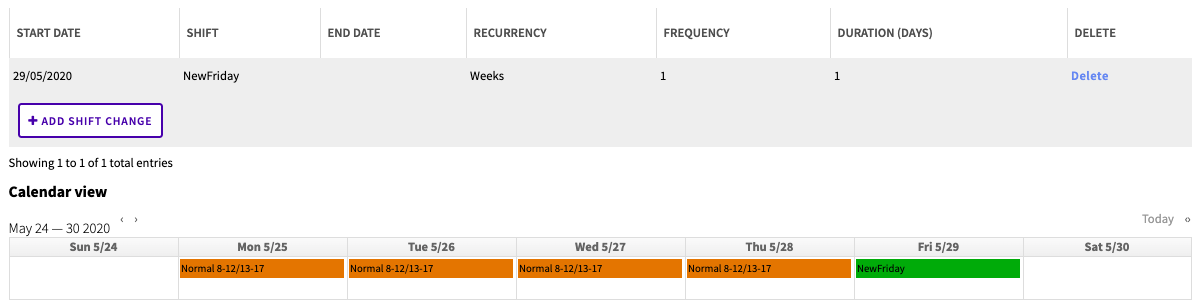 START DATE SHIFT END DATE RECURRENCY FREQUENCY DURATION (DAYS) DELETE
29/05/2020 NewFriday Weeks 1 1 Delete
+ ADD SHIFT CHANGE
Showing 1 to 1 of 1 total entries
Calendar view
May 24 — 30 2020 ‹ › Today ‹›
Sun 5/24 Mon 5/25 Tue 5/26 Wed 5/27 Thu 5/28 Fri 5/29 Sat 5/30
Normal 8-12/13-17 Normal 8-12/13-17 Normal 8-12/13-17 Normal 8-12/13-17 NewFriday